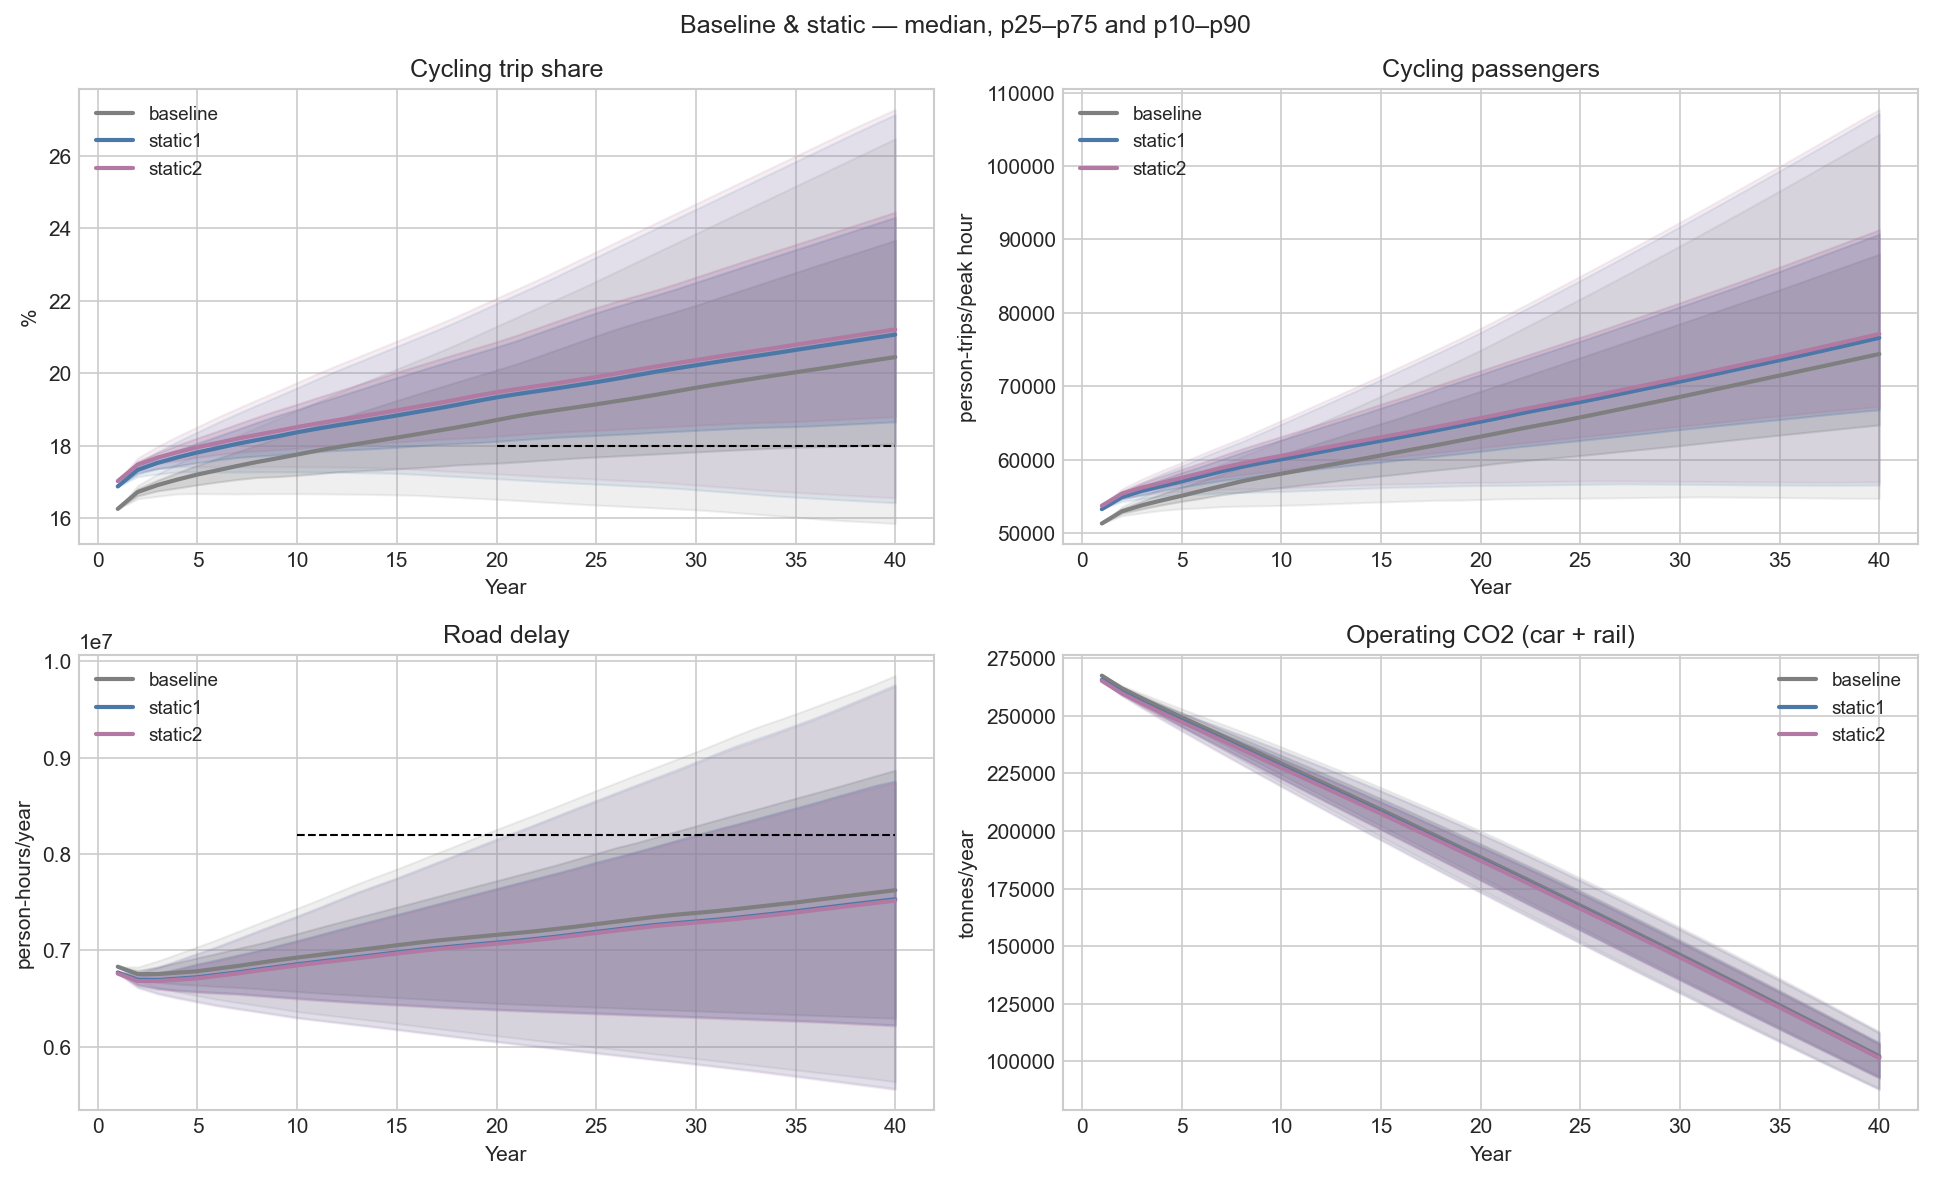 Baseline & static — median, p25–p75 and p10–p90
Cycling trip share
%
26
24
22
20
18
16
baseline
static1
static2
0 5 10 15 20 25 30 35 40
Year
Cycling passengers
person-trips/peak hour
110000
100000
90000
80000
70000
60000
50000
baseline
static1
static2
0 5 10 15 20 25 30 35 40
Year
Road delay
1e7
person-hours/year
1.0
0.9
0.8
0.7
0.6
baseline
static1
static2
0 5 10 15 20 25 30 35 40
Year
Operating CO2 (car + rail)
tonnes/year
275000
250000
225000
200000
175000
150000
125000
100000
baseline
static1
static2
0 5 10 15 20 25 30 35 40
Year